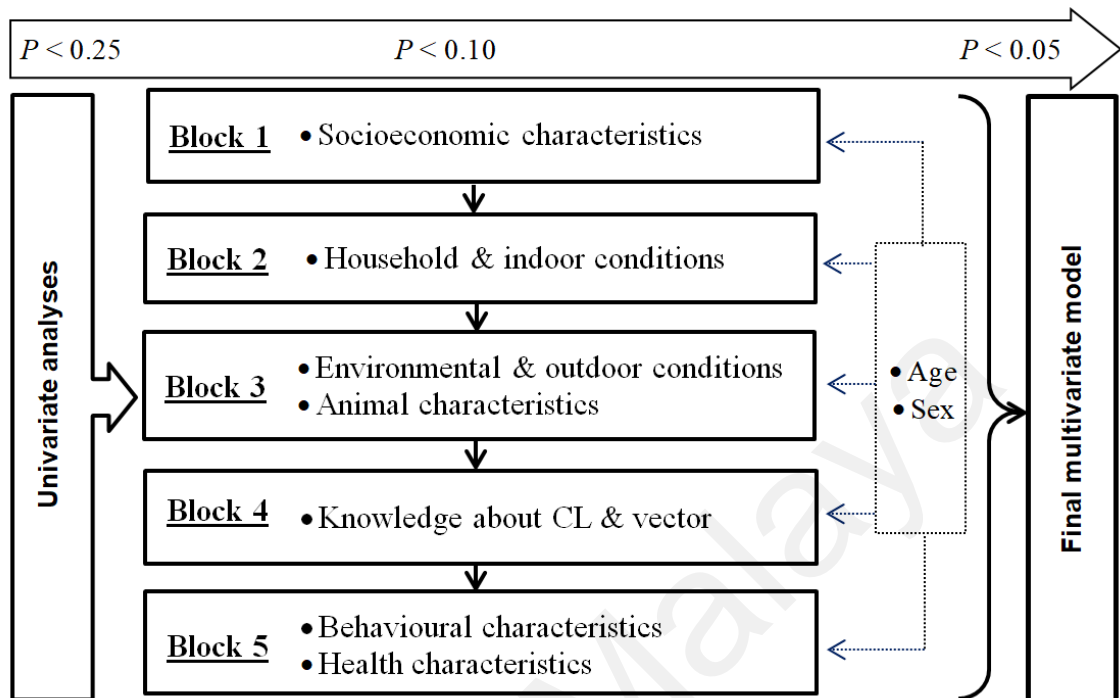 P < 0.25 P < 0.10 P < 0.05
Univariate analyses
Block 1 • Socioeconomic characteristics
Block 2 • Household & indoor conditions
Block 3 • Environmental & outdoor conditions
• Animal characteristics
Block 4 • Knowledge about CL & vector
Block 5 • Behavioural characteristics
• Health characteristics
• Age
• Sex
Final multivariate model
Malaya